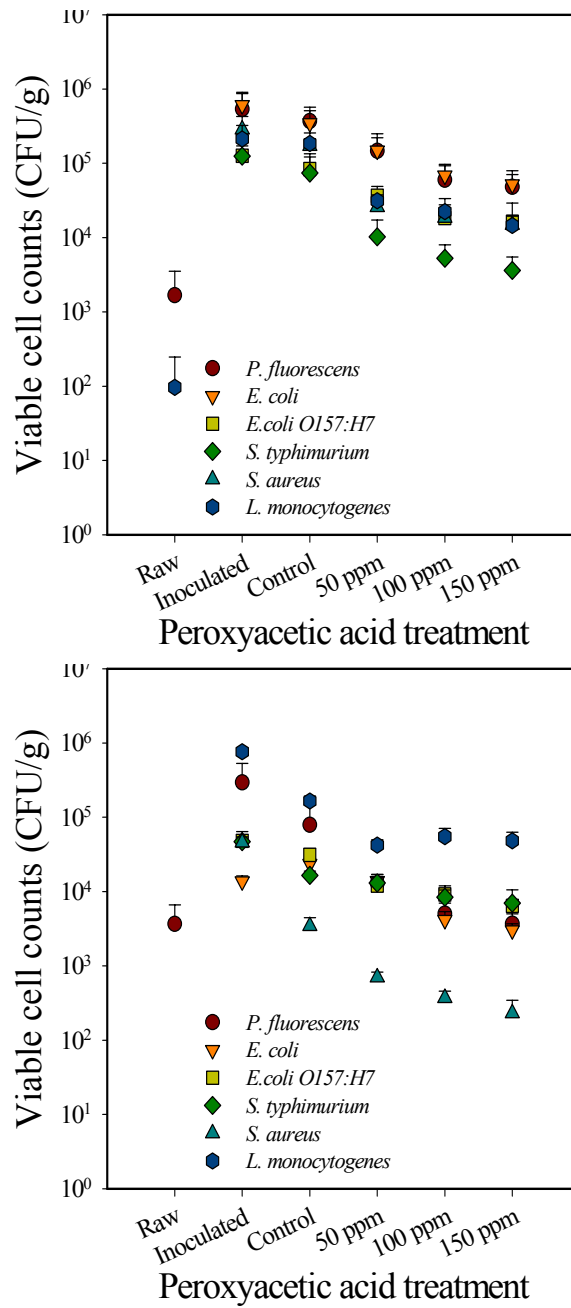 Viable cell counts (CFU/g)
10⁷
10⁶
10⁵
10⁴
10³
10²
10¹
10⁰
P. fluorescens
E. coli
E.coli O157:H7
S. typhimurium
S. aureus
L. monocytogenes
Raw
Inoculated
Control
50 ppm
100 ppm
150 ppm
Peroxyacetic acid treatment
Viable cell counts (CFU/g)
10⁷
10⁶
10⁵
10⁴
10³
10²
10¹
10⁰
P. fluorescens
E. coli
E.coli O157:H7
S. typhimurium
S. aureus
L. monocytogenes
Raw
Inoculated
Control
50 ppm
100 ppm
150 ppm
Peroxyacetic acid treatment